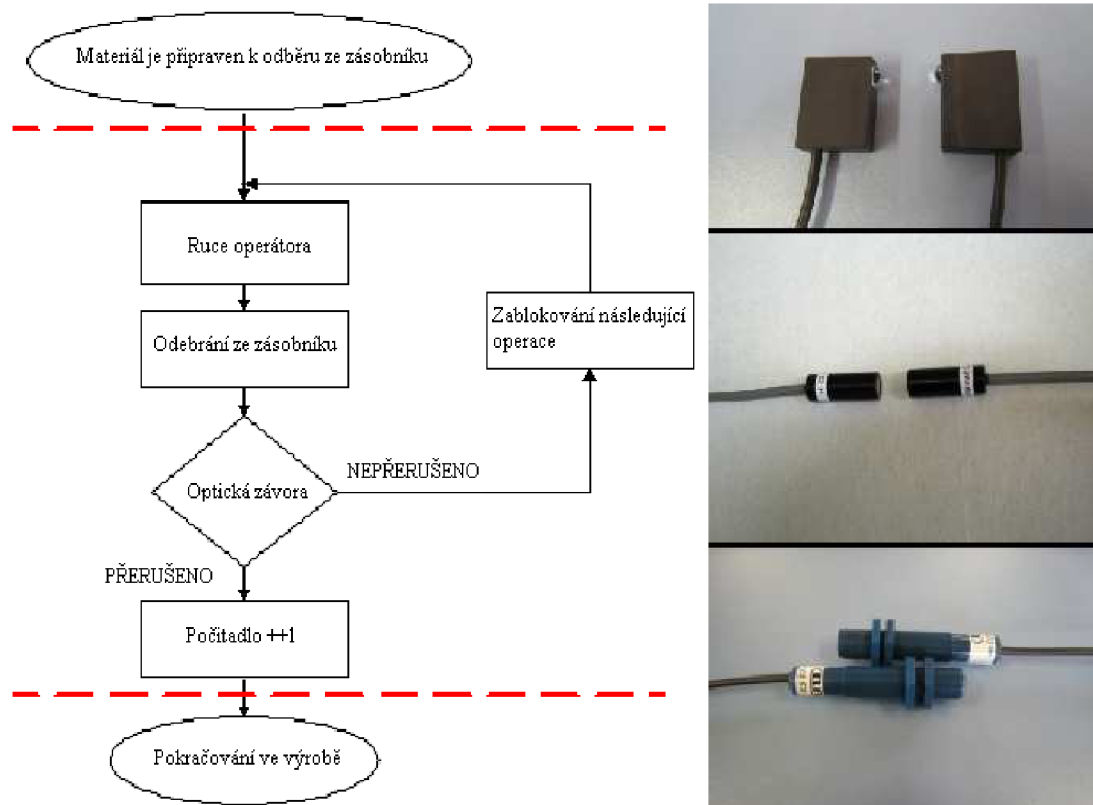 Materiál je připraven k odběru ze zásobníku
Ruce operátora
Odebrání ze zásobníku
Zablokování následující
operace
NEPŘERUŠENO
Optická závora
PŘERUŠENO
Počitadlo ++1
Pokračování ve výrobě